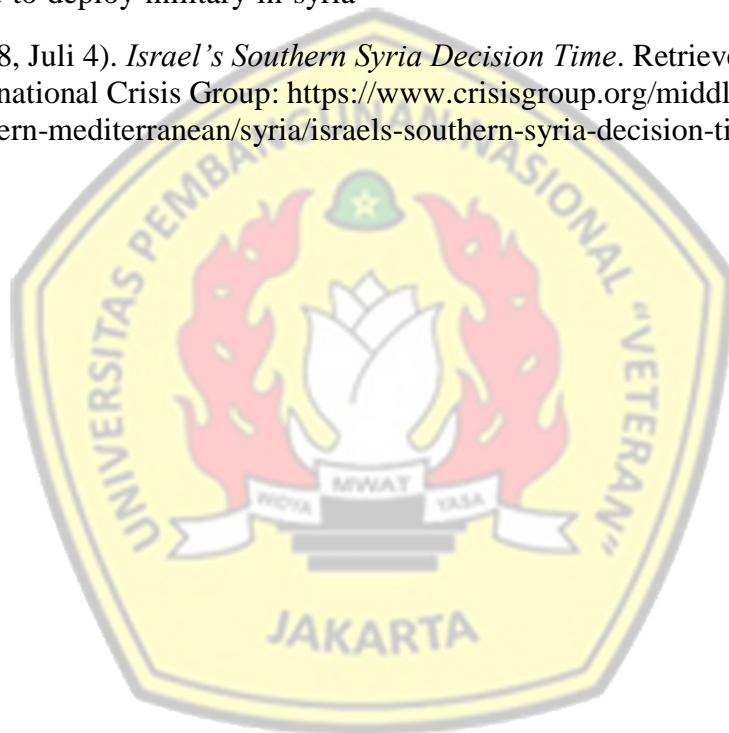 to deploy military in syria
8, Juli 4). Israel’s Southern Syria Decision Time. Retrieve
national Crisis Group: https://www.crisisgroup.org/middl
ern-mediterranean/syria/israels-southern-syria-decision-ti
UNIVERSITAS PEMBANGUNAN NASIONAL "VETERAN"
WIDYA MWAT YASA
JAKARTA